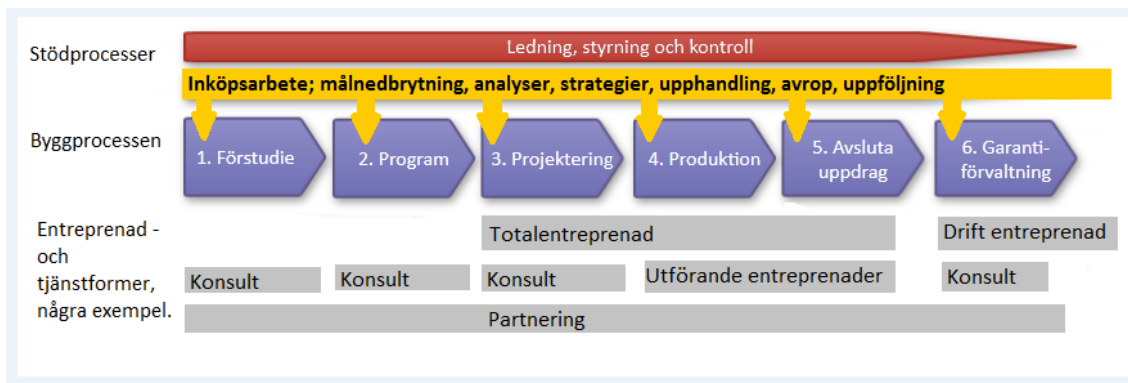 Stödprocesser
Ledning, styrning och kontroll
Inköpsarbete; målnedbrytning, analyser, strategier, upphandling, avrop, uppföljning
Byggprocessen
1. Förstudie
2. Program
3. Projektering
4. Produktion
5. Avsluta
uppdrag
6. Garanti-
förvaltning
Entreprenad -
och
tjänstformer,
några exempel.
Totalentreprenad
Drift entreprenad
Konsult
Konsult
Konsult
Utförande entreprenader
Konsult
Partnering